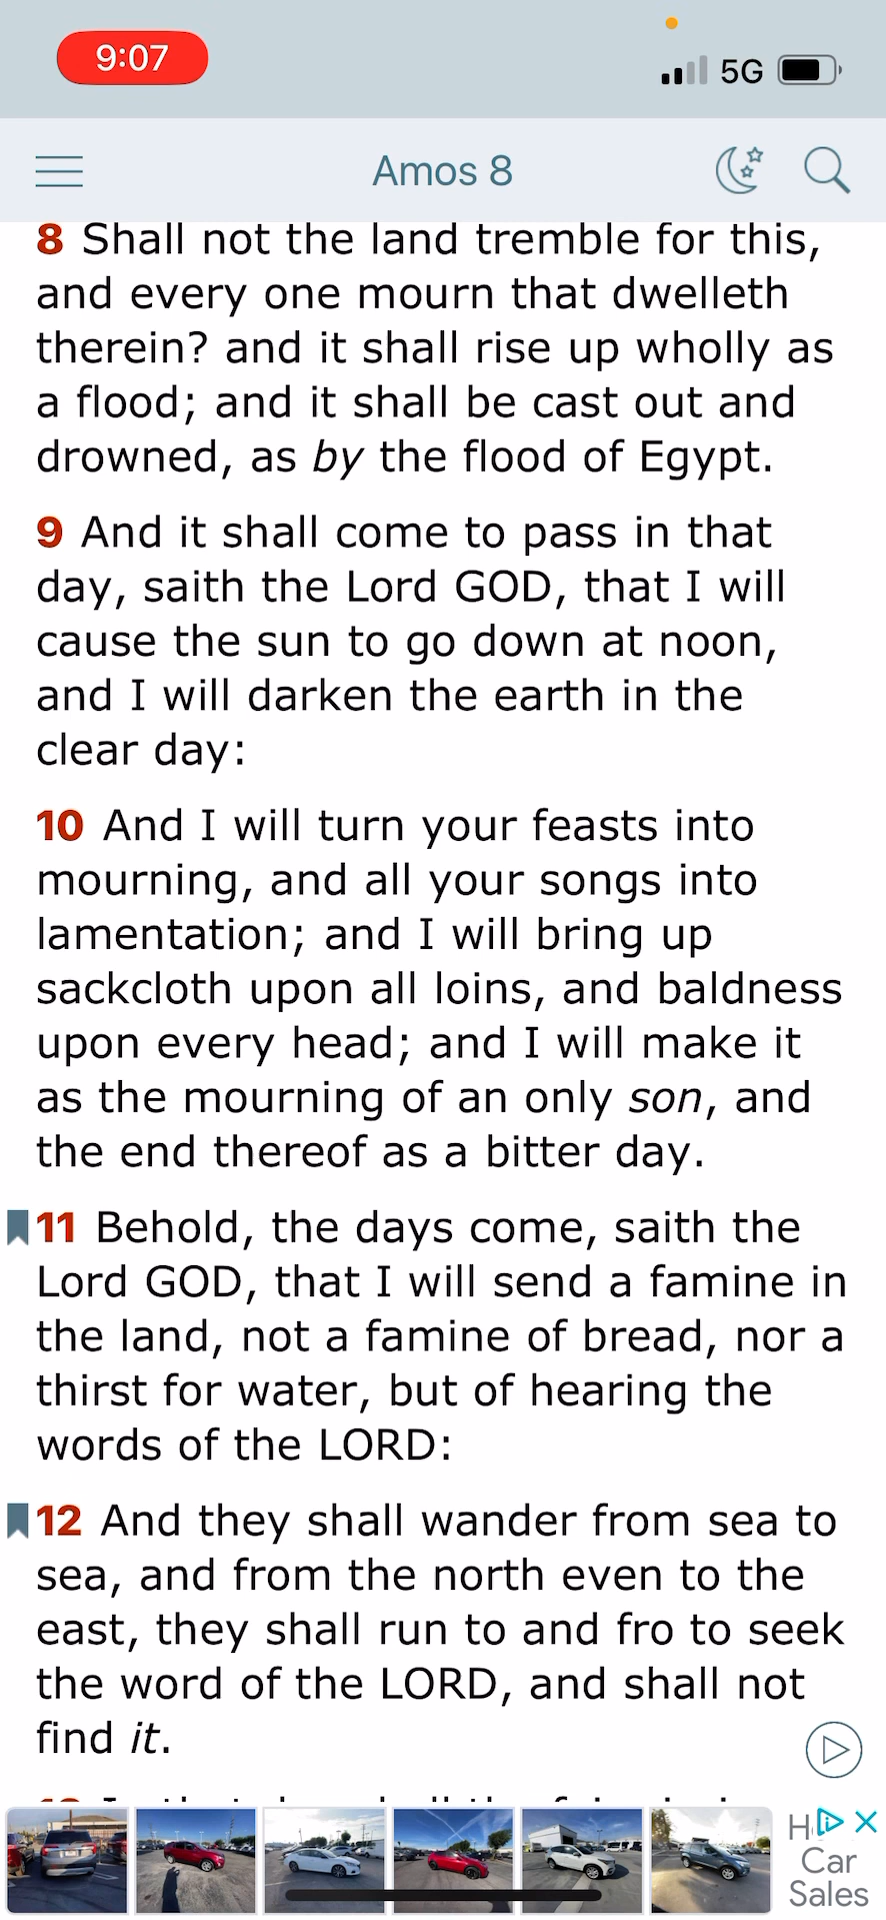 9:07
5G
Amos 8
8 Shall not the land tremble for this,
and every one mourn that dwelleth
therein? and it shall rise up wholly as
a flood; and it shall be cast out and
drowned, as by the flood of Egypt.
9 And it shall come to pass in that
day, saith the Lord GOD, that I will
cause the sun to go down at noon,
and I will darken the earth in the
clear day:
10 And I will turn your feasts into
mourning, and all your songs into
lamentation; and I will bring up
sackcloth upon all loins, and baldness
upon every head; and I will make it
as the mourning of an only son, and
the end thereof as a bitter day.
11 Behold, the days come, saith the
Lord GOD, that I will send a famine in
the land, not a famine of bread, nor a
thirst for water, but of hearing the
words of the LORD:
12 And they shall wander from sea to
sea, and from the north even to the
east, they shall run to and fro to seek
the word of the LORD, and shall not
find it.
Car
Sales